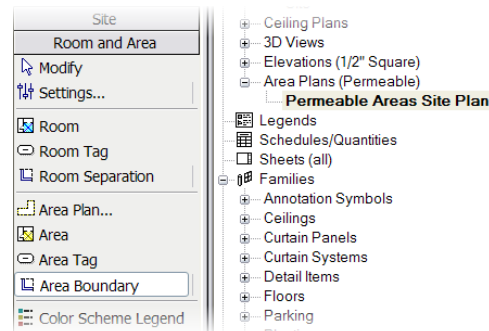 Site
Room and Area
Modify
Settings...
Room
Room Tag
Room Separation
Area Plan...
Area
Area Tag
Area Boundary
Color Scheme Legend
Ceiling Plans
3D Views
Elevations (1/2" Square)
Area Plans (Permeable)
Permeable Areas Site Plan
Legends
Schedules/Quantities
Sheets (all)
Families
Annotation Symbols
Ceilings
Curtain Panels
Curtain Systems
Detail Items
Floors
Parking